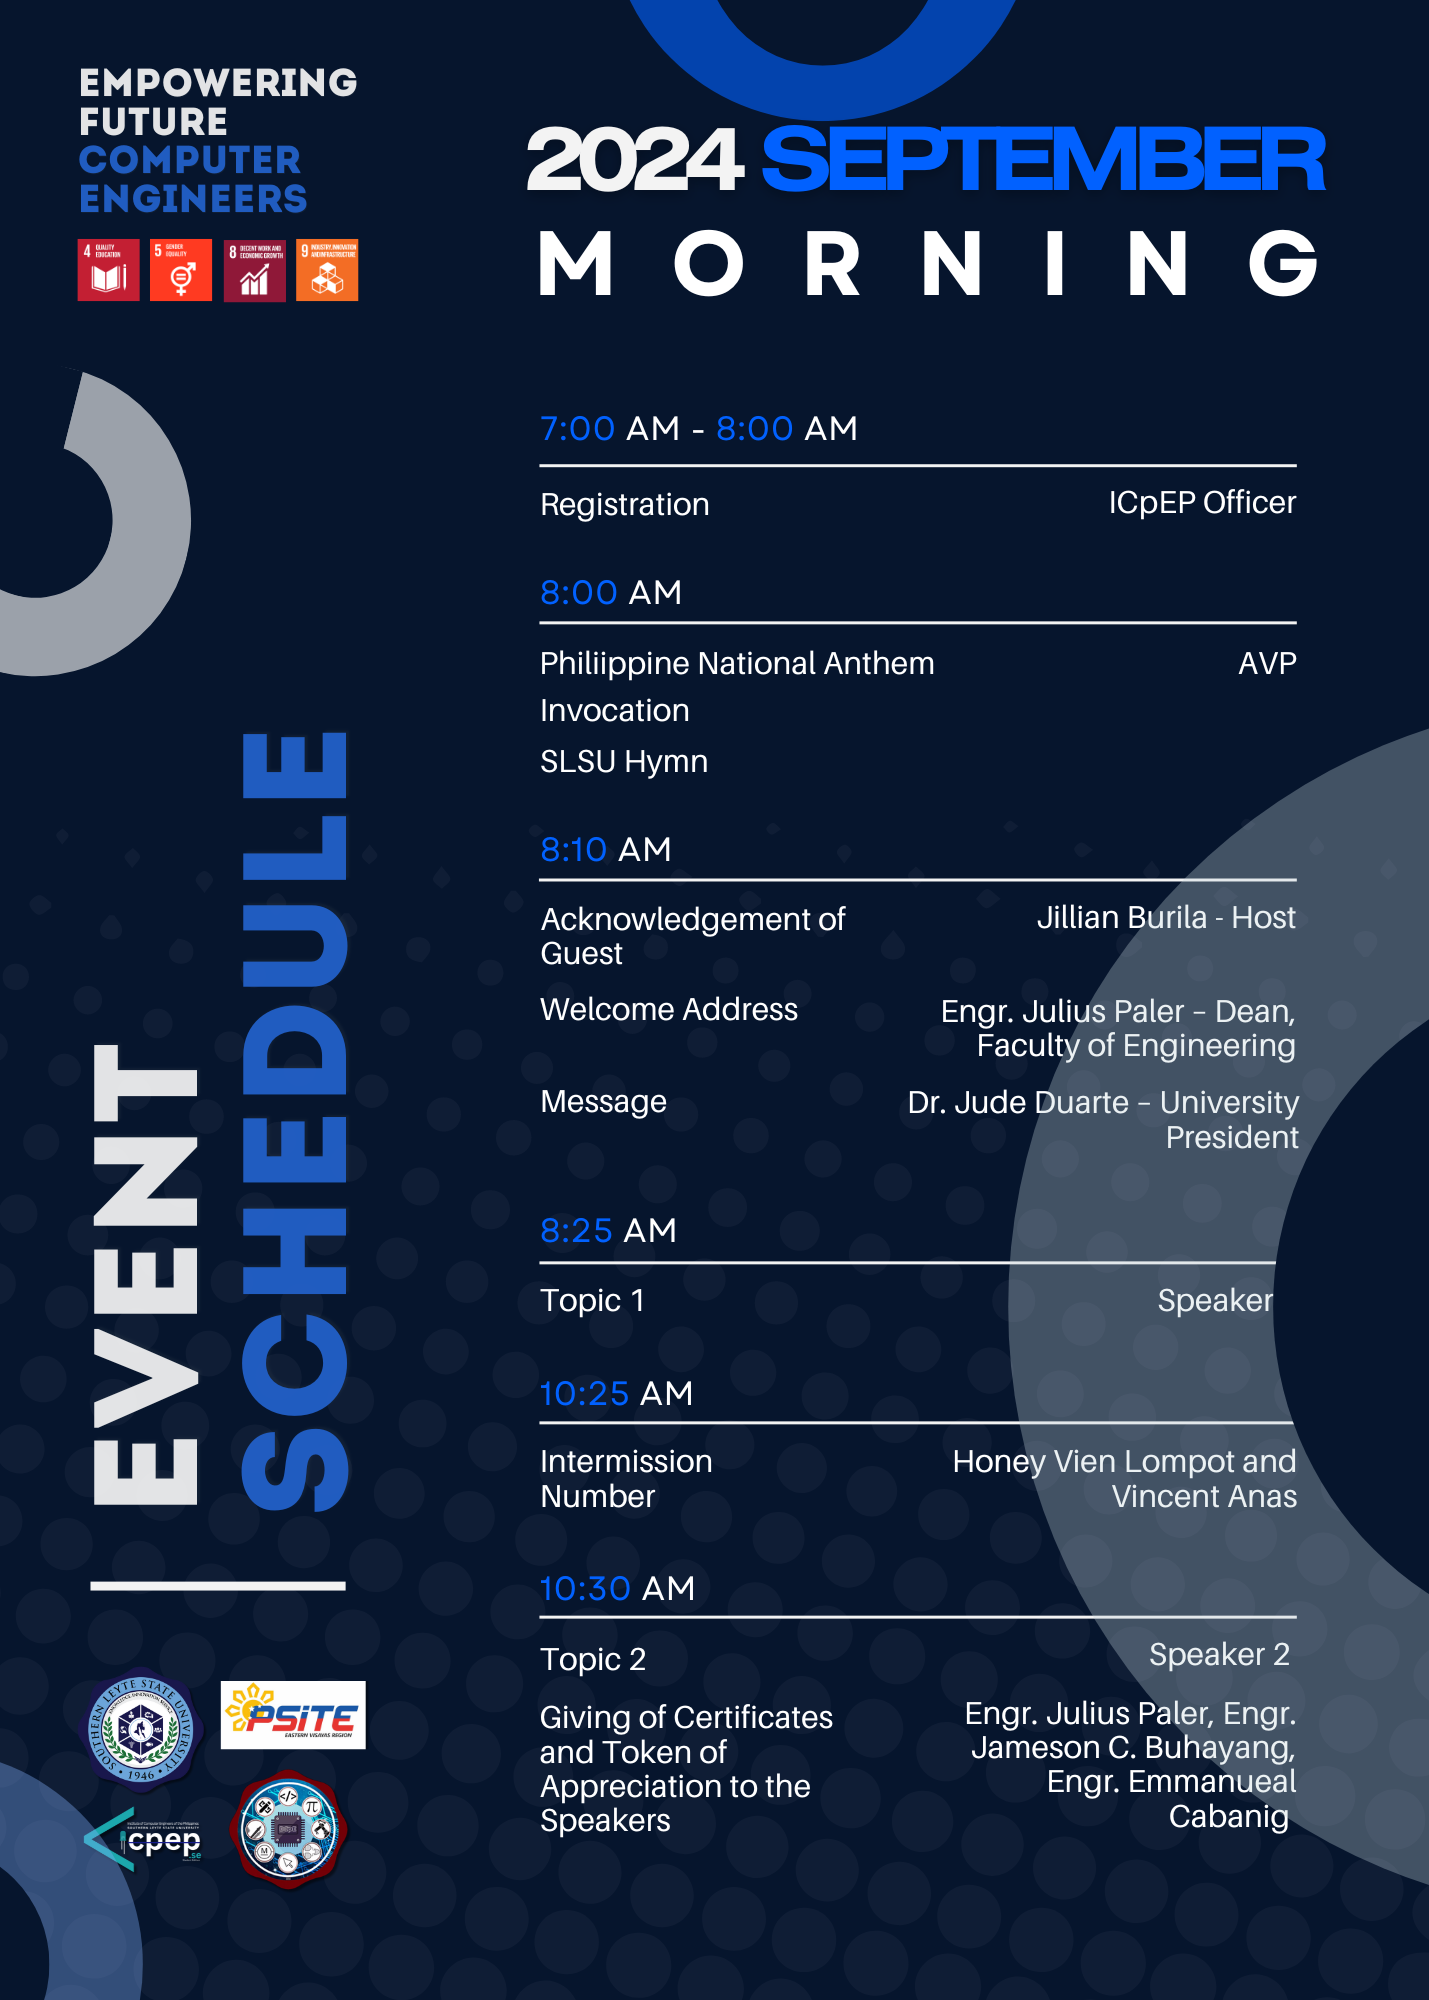 EMPOWERING
FUTURE
COMPUTER
ENGINEERS
4 QUALITY
EDUCATION
5 GENDER
EQUALITY
8 DECENT WORK AND
ECONOMIC GROWTH
9 INDUSTRY, INNOVATION
AND INFRASTRUCTURE
2024 SEPTEMBER
MORNING
7:00 AM - 8:00 AM
Registration
ICpEP Officer
8:00 AM
Philiippine National Anthem
AVP
Invocation
SLSU Hymn
8:10 AM
Acknowledgement of
Guest
Jillian Burila - Host
Welcome Address
Engr. Julius Paler – Dean,
Faculty of Engineering
Message
Dr. Jude Duarte – University
President
8:25 AM
Topic 1
Speaker
10:25 AM
Intermission
Number
Honey Vien Lompot and
Vincent Anas
10:30 AM
Topic 2
Speaker 2
Giving of Certificates
and Token of
Appreciation to the
Speakers
Engr. Julius Paler, Engr.
Jameson C. Buhayang,
Engr. Emmanueal
Cabanig
EVENT
SCHEDULE
SOUTHERN LEYTE STATE UNIVERSITY
• 1946 •
PSITE
EASTERN VISAYAS REGION
icpep
.se